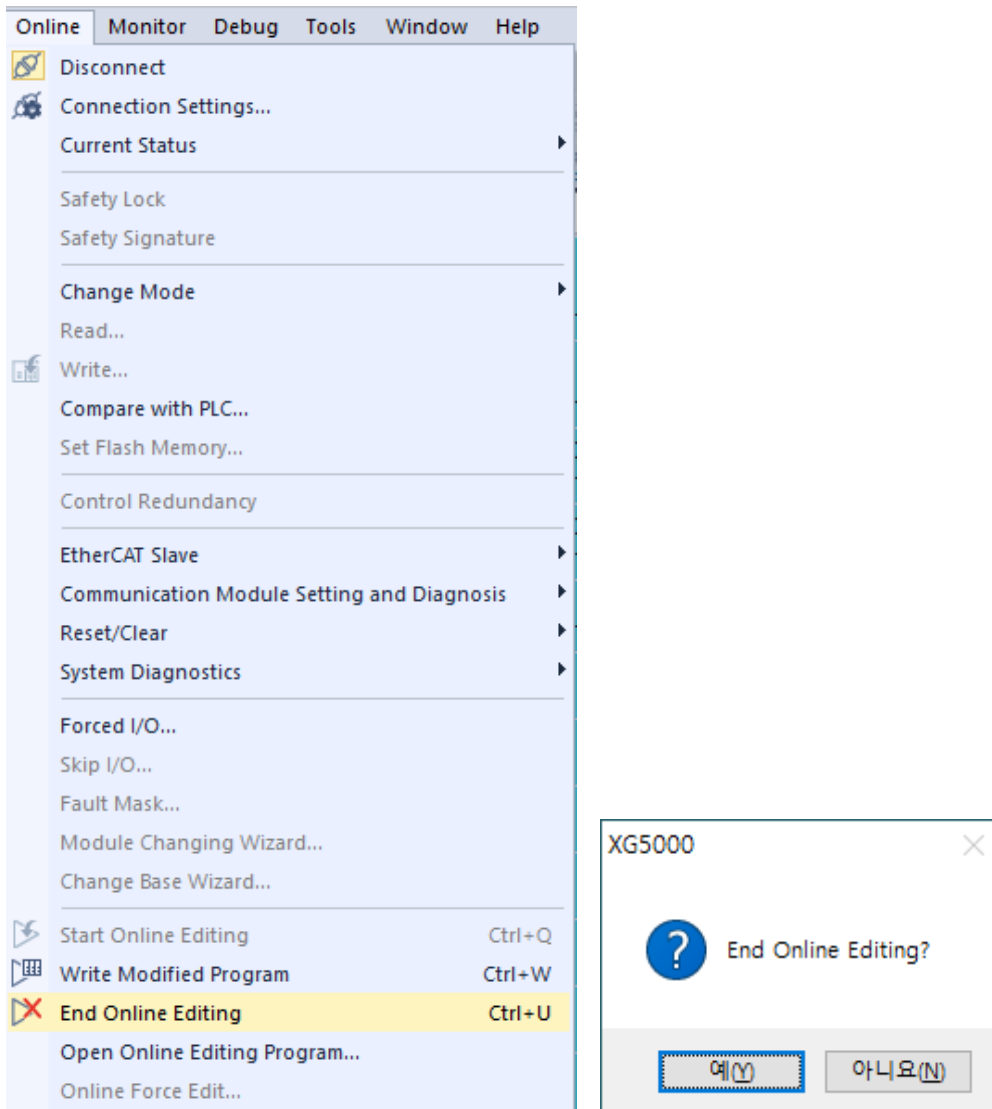 Online Monitor Debug Tools Window Help
Disconnect
Connection Settings...
Current Status
Safety Lock
Safety Signature
Change Mode
Read...
Write...
Compare with PLC...
Set Flash Memory...
Control Redundancy
EtherCAT Slave
Communication Module Setting and Diagnosis
Reset/Clear
System Diagnostics
Forced I/O...
Skip I/O...
Fault Mask...
Module Changing Wizard...
Change Base Wizard...
Start Online Editing Ctrl+Q
Write Modified Program Ctrl+W
End Online Editing Ctrl+U
Open Online Editing Program...
Online Force Edit...
XG5000
End Online Editing?
예(Y) 아니요(N)